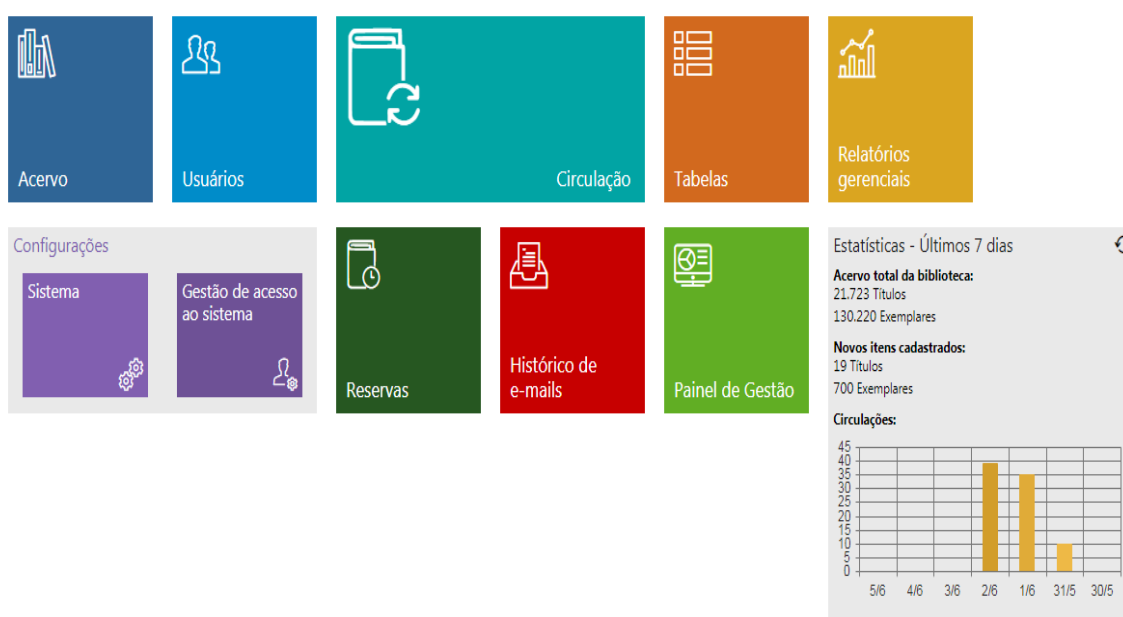 Acervo
Usuários
Circulação
Tabelas
Relatórios
gerenciais
Configurações
Sistema
Gestão de acesso
ao sistema
Reservas
Histórico de
e-mails
Painel de Gestão
Estatísticas - Últimos 7 dias
Acervo total da biblioteca:
21.723 Títulos
130.220 Exemplares
Novos itens cadastrados:
19 Títulos
700 Exemplares
Circulações:
45
40
35
30
25
20
15
10
5
0
5/6 4/6 3/6 2/6 1/6 31/5 30/5